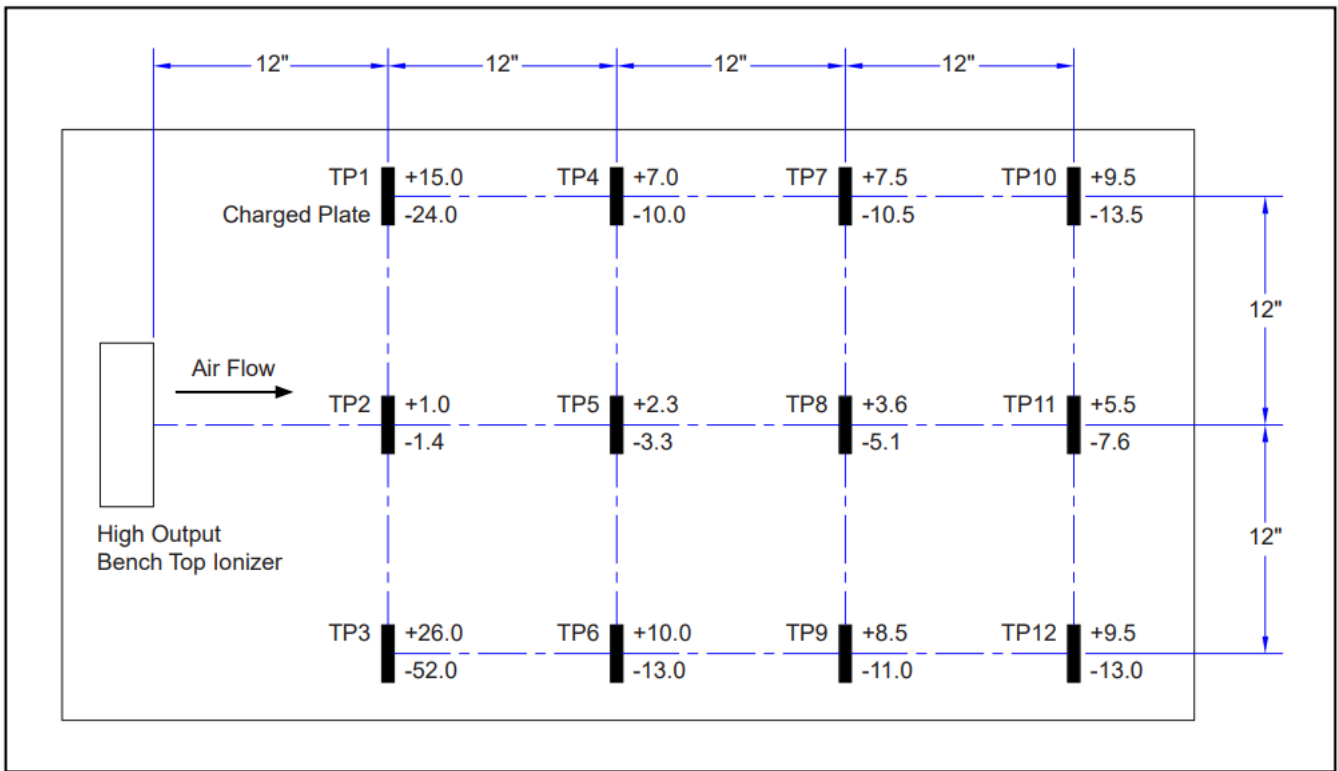 12" 12" 12" 12"
TP1 +15.0 TP4 +7.0 TP7 +7.5 TP10 +9.5
Charged Plate -24.0 -10.0 -10.5 -13.5
12"
Air Flow
TP2 +1.0 TP5 +2.3 TP8 +3.6 TP11 +5.5
-1.4 -3.3 -5.1 -7.6
High Output
Bench Top Ionizer
12"
TP3 +26.0 TP6 +10.0 TP9 +8.5 TP12 +9.5
-52.0 -13.0 -11.0 -13.0